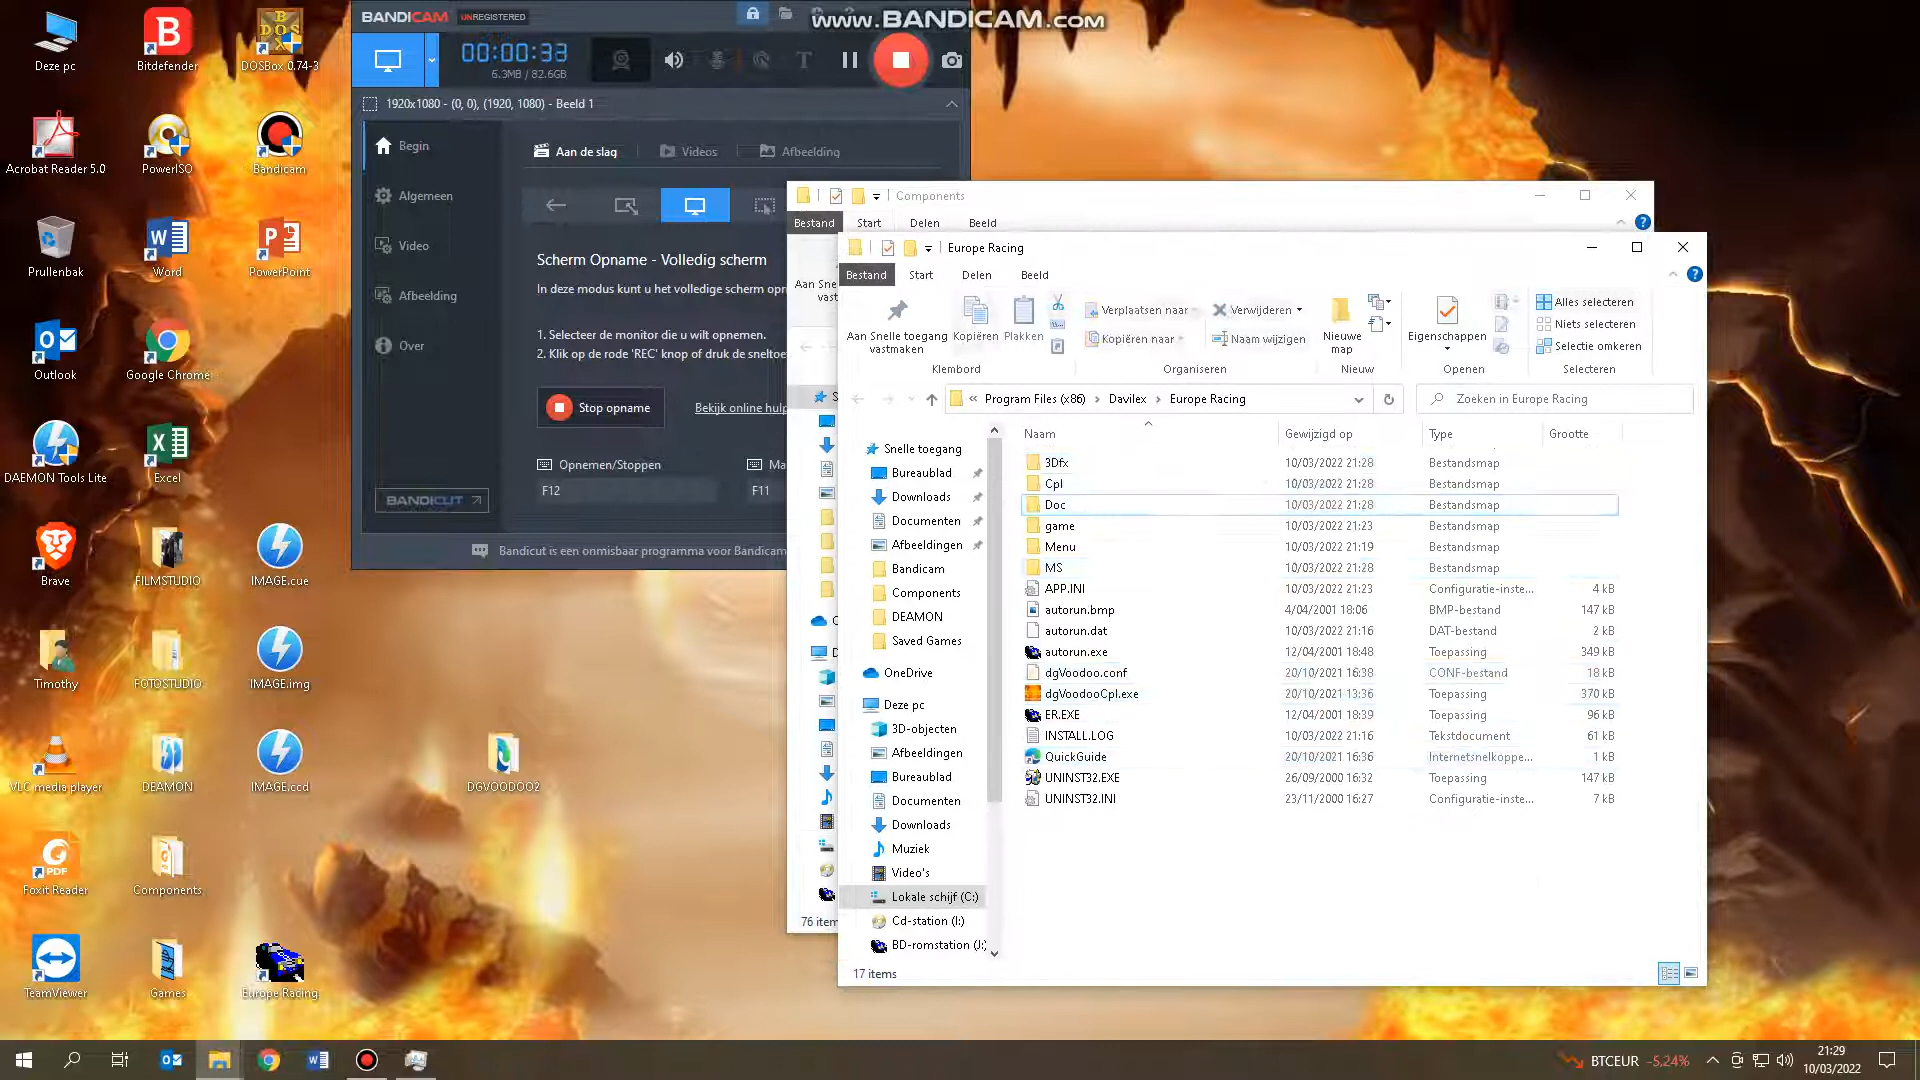 Deze pc
Bitdefender
DOSBox 0.74-3
Acrobat Reader 5.0
PowerISO
Bandicam
Prullenbak
Word
PowerPoint
Outlook
Google Chrome
DAEMON Tools Lite
Excel
Brave
FILMSTUDIO
IMAGE.cue
Timothy
FOTOSTUDIO
IMAGE.img
VLC media player
DEAMON
IMAGE.ccd
DGVOODOO2
Foxit Reader
Components
TeamViewer
Games
Europe Racing
BANDICAM UNREGISTERED
www.BANDICAM.com
00:00:33
6.3MB / 82.6GB
1920x1080 - (0, 0), (1920, 1080) - Beeld 1
Begin
Algemeen
Video
Afbeelding
Over
BANDICUT
Aan de slag
Videos
Afbeelding
Scherm Opname - Volledig scherm
In deze modus kunt u het volledige scherm opn
1. Selecteer de monitor die u wilt opnemen.
2. Klik op de rode 'REC' knop of druk de sneltoe
Stop opname
Bekijk online hulp
Opnemen/Stoppen
F12
F11
Bandicut is een onmisbaar programma voor Bandicam
Components
Bestand Start Delen Beeld
Aan Sne
vast
76 item
Europe Racing
Bestand Start Delen Beeld
Aan Snelle toegang
vastmaken
Kopiëren
Plakken
Klembord
Verplaatsen naar
Kopiëren naar
Verwijderen
Naam wijzigen
Organiseren
Nieuwe
map
Nieuw
Eigenschappen
Openen
Alles selecteren
Niets selecteren
Selectie omkeren
Selecteren
« Program Files (x86) > Davilex > Europe Racing
Zoeken in Europe Racing
Snelle toegang
Bureaublad
Downloads
Documenten
Afbeeldingen
Bandicam
Components
DEAMON
Saved Games
OneDrive
Deze pc
3D-objecten
Afbeeldingen
Bureaublad
Documenten
Downloads
Muziek
Video's
Lokale schijf (C:)
Cd-station (I:)
BD-romstation (J:)
Naam Gewijzigd op Type Grootte
3Dfx 10/03/2022 21:28 Bestandsmap
Cpl 10/03/2022 21:28 Bestandsmap
Doc 10/03/2022 21:28 Bestandsmap
game 10/03/2022 21:23 Bestandsmap
Menu 10/03/2022 21:19 Bestandsmap
MS 10/03/2022 21:28 Bestandsmap
APP.INI 10/03/2022 21:23 Configuratie-inste... 4 kB
autorun.bmp 4/04/2001 18:06 BMP-bestand 147 kB
autorun.dat 10/03/2022 21:16 DAT-bestand 2 kB
autorun.exe 12/04/2001 18:48 Toepassing 349 kB
dgVoodoo.conf 20/10/2021 16:38 CONF-bestand 18 kB
dgVoodooCpl.exe 20/10/2021 13:36 Toepassing 370 kB
ER.EXE 12/04/2001 18:39 Toepassing 96 kB
INSTALL.LOG 10/03/2022 21:16 Tekstdocument 61 kB
QuickGuide 20/10/2021 16:36 Internetsnelkoppe... 1 kB
UNINST32.EXE 26/09/2000 16:32 Toepassing 147 kB
UNINST32.INI 23/11/2000 16:27 Configuratie-inste... 7 kB
17 items
BTCEUR -5,24%
21:29
10/03/2022